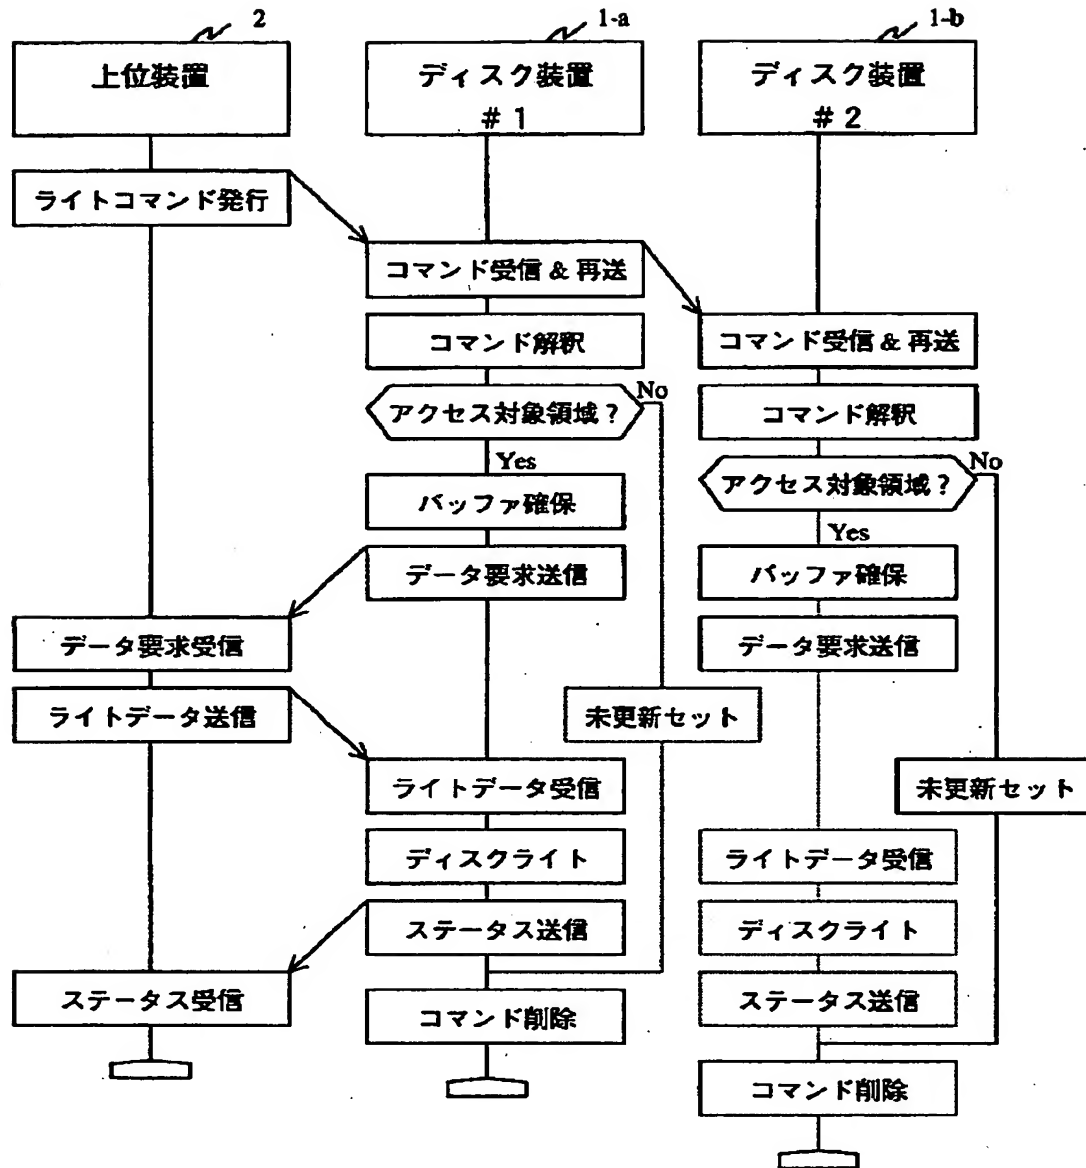 2
1-a
1-b
上位装置
ディスク装置
# 1
ディスク装置
# 2
ライトコマンド発行
コマンド受信 & 再送
コマンド受信 & 再送
コマンド解釈
コマンド解釈
アクセス対象領域?
No
アクセス対象領域?
No
Yes
Yes
バッファ確保
バッファ確保
データ要求送信
データ要求送信
データ要求受信
ライトデータ送信
未更新セット
未更新セット
ライトデータ受信
ライトデータ受信
ディスクライト
ディスクライト
ステータス送信
ステータス送信
ステータス受信
コマンド削除
コマンド削除